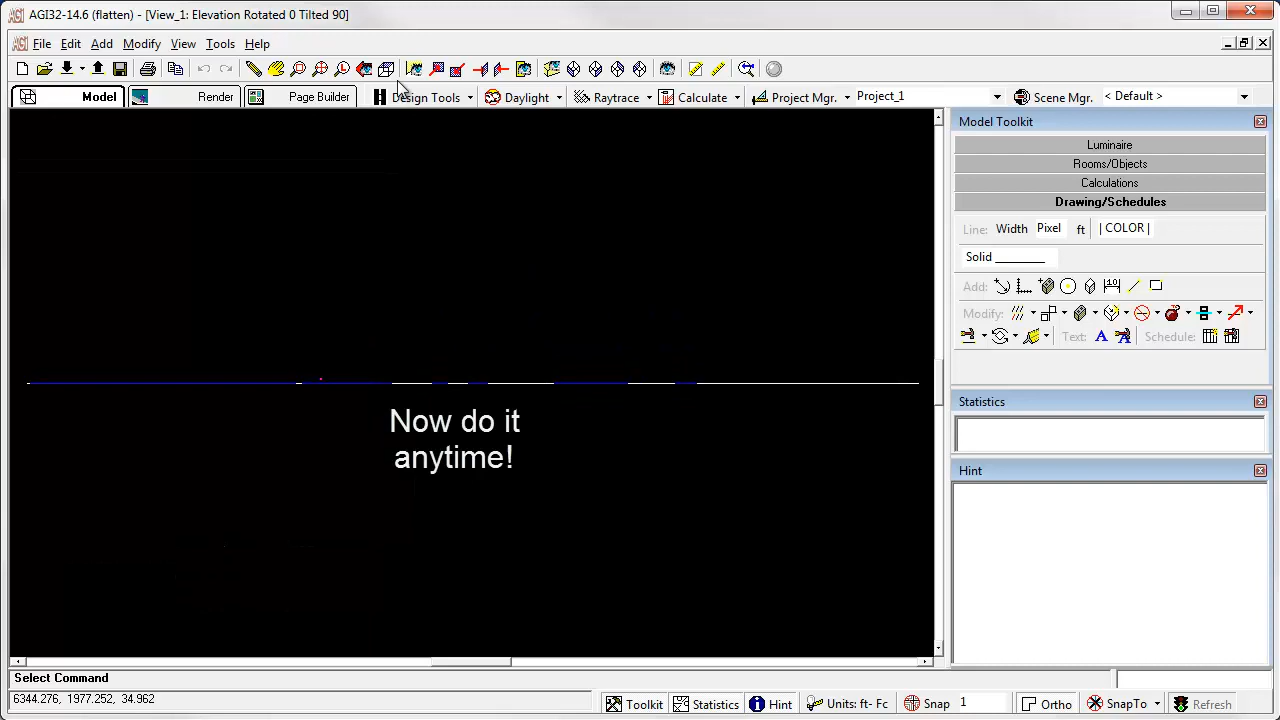 AGI32-14.6 (flatten) - [View_1: Elevation Rotated 0 Tilted 90]
AGI File Edit Add Modify View Tools Help
Model Render Page Builder Design Tools Daylight Raytrace Calculate Project Mgr. Project_1 Scene Mgr. < Default >
Model Toolkit
Luminaire
Rooms/Objects
Calculations
Drawing/Schedules
Line: Width Pixel ft | COLOR |
Solid ________
Add:
Modify:
Text: A Schedule:
Now do it
anytime!
Statistics
Hint
Select Command
6344.276, 1977.252, 34.962
Toolkit Statistics Hint Units: ft- Fc Snap 1 Ortho SnapTo Refresh